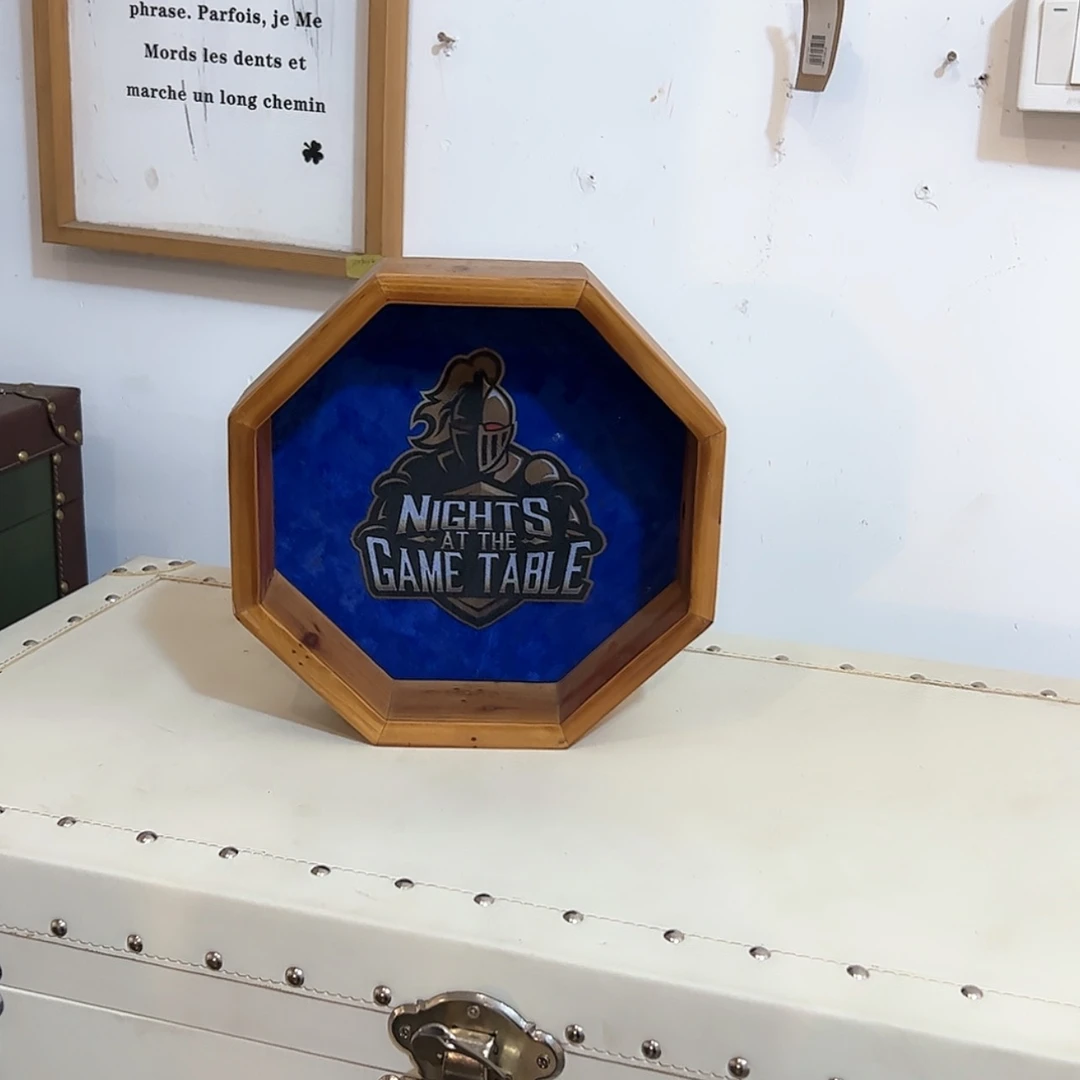 phrase. Parfois, je Me
Mords les dents et
marche un long chemin
NIGHTS
AT THE
GAME TABLE